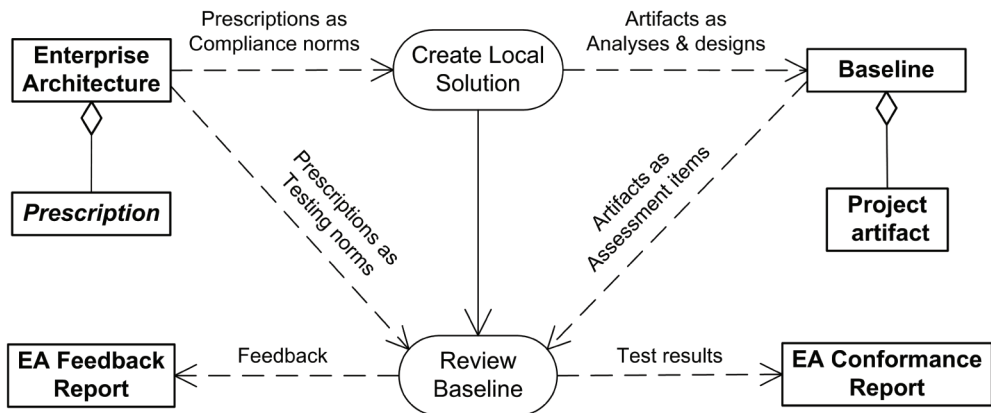 Prescriptions as
Compliance norms
Artifacts as
Analyses & designs
Enterprise
Architecture
Create Local
Solution
Baseline
Prescriptions as
Testing norms
Artifacts as
Assessment items
Prescription
Project
artifact
EA Feedback
Report
Feedback
Review
Baseline
Test results
EA Conformance
Report